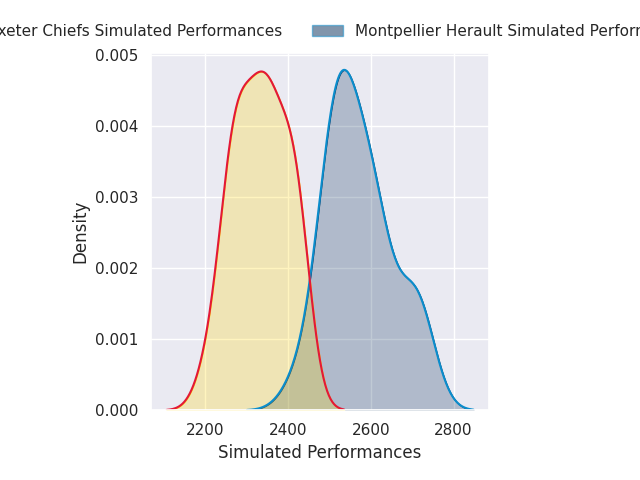 xeter Chiefs Simulated Performances
Montpellier Herault Simulated Perfor
0.005
0.004
0.003
0.002
0.001
0.000
Density
2200 2400 2600 2800
Simulated Performances